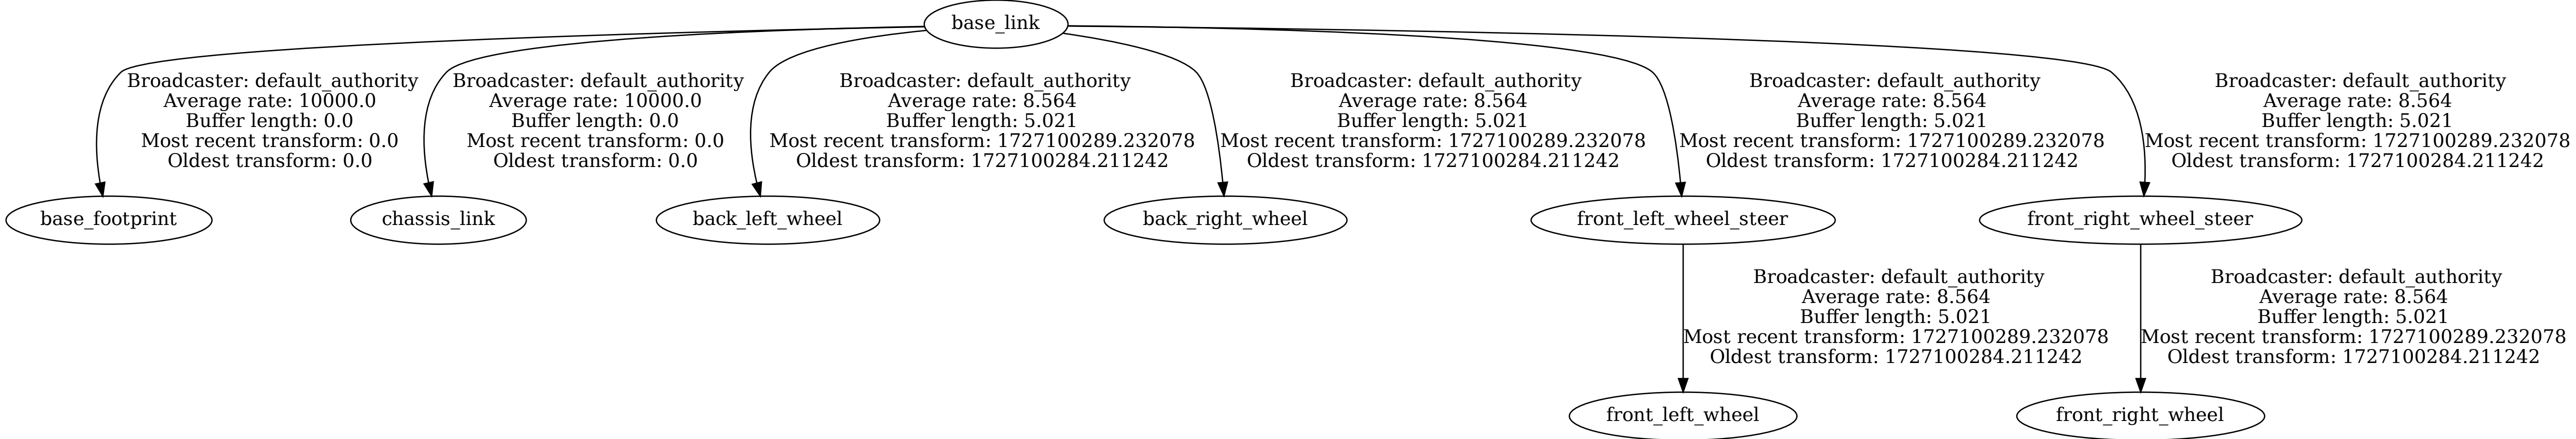 base_link
Broadcaster: default_authority
Average rate: 10000.0
Buffer length: 0.0
Most recent transform: 0.0
Oldest transform: 0.0
Broadcaster: default_authority
Average rate: 10000.0
Buffer length: 0.0
Most recent transform: 0.0
Oldest transform: 0.0
Broadcaster: default_authority
Average rate: 8.564
Buffer length: 5.021
Most recent transform: 1727100289.232078
Oldest transform: 1727100284.211242
Broadcaster: default_authority
Average rate: 8.564
Buffer length: 5.021
Most recent transform: 1727100289.232078
Oldest transform: 1727100284.211242
Broadcaster: default_authority
Average rate: 8.564
Buffer length: 5.021
Most recent transform: 1727100289.232078
Oldest transform: 1727100284.211242
Broadcaster: default_authority
Average rate: 8.564
Buffer length: 5.021
Most recent transform: 1727100289.232078
Oldest transform: 1727100284.211242
base_footprint
chassis_link
back_left_wheel
back_right_wheel
front_left_wheel_steer
front_right_wheel_steer
Broadcaster: default_authority
Average rate: 8.564
Buffer length: 5.021
Most recent transform: 1727100289.232078
Oldest transform: 1727100284.211242
Broadcaster: default_authority
Average rate: 8.564
Buffer length: 5.021
Most recent transform: 1727100289.232078
Oldest transform: 1727100284.211242
front_left_wheel
front_right_wheel